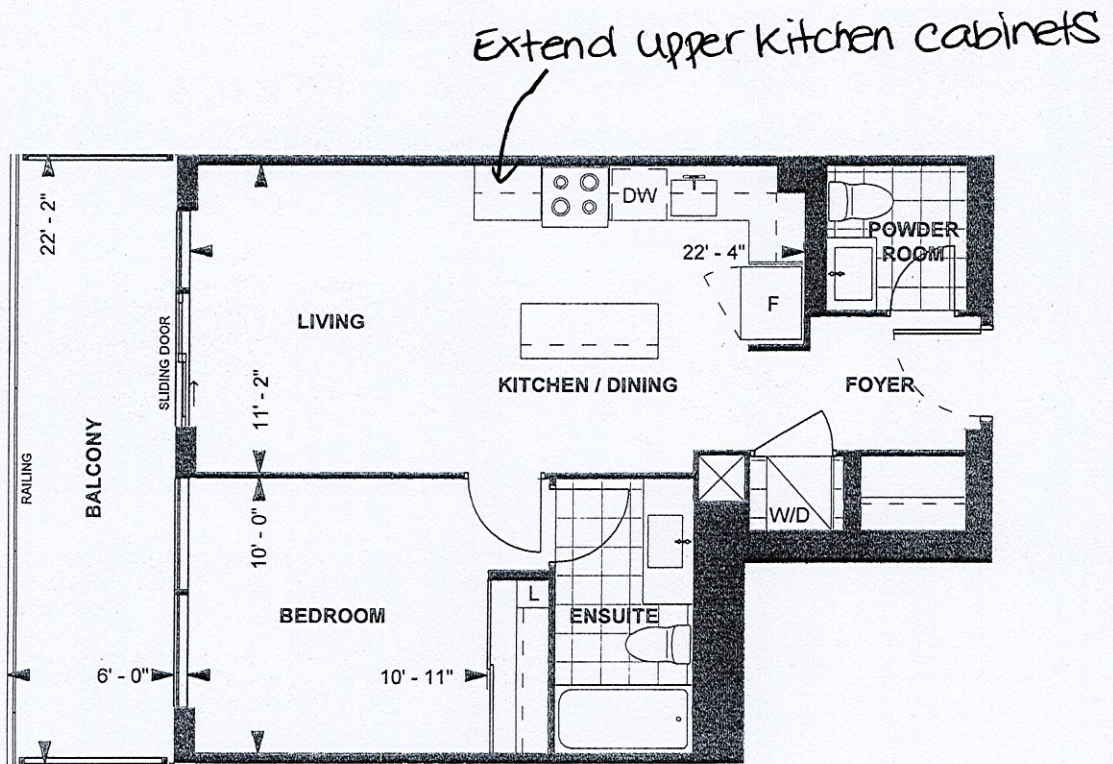 Extend upper kitchen cabinets
22' - 2"
DW
POWDER
ROOM
22' - 4"
F
LIVING
SLIDING DOOR
KITCHEN / DINING
FOYER
11' - 2"
BALCONY
RAILING
10' - 0"
W/D
L
BEDROOM
ENSUITE
6' - 0"
10' - 11"